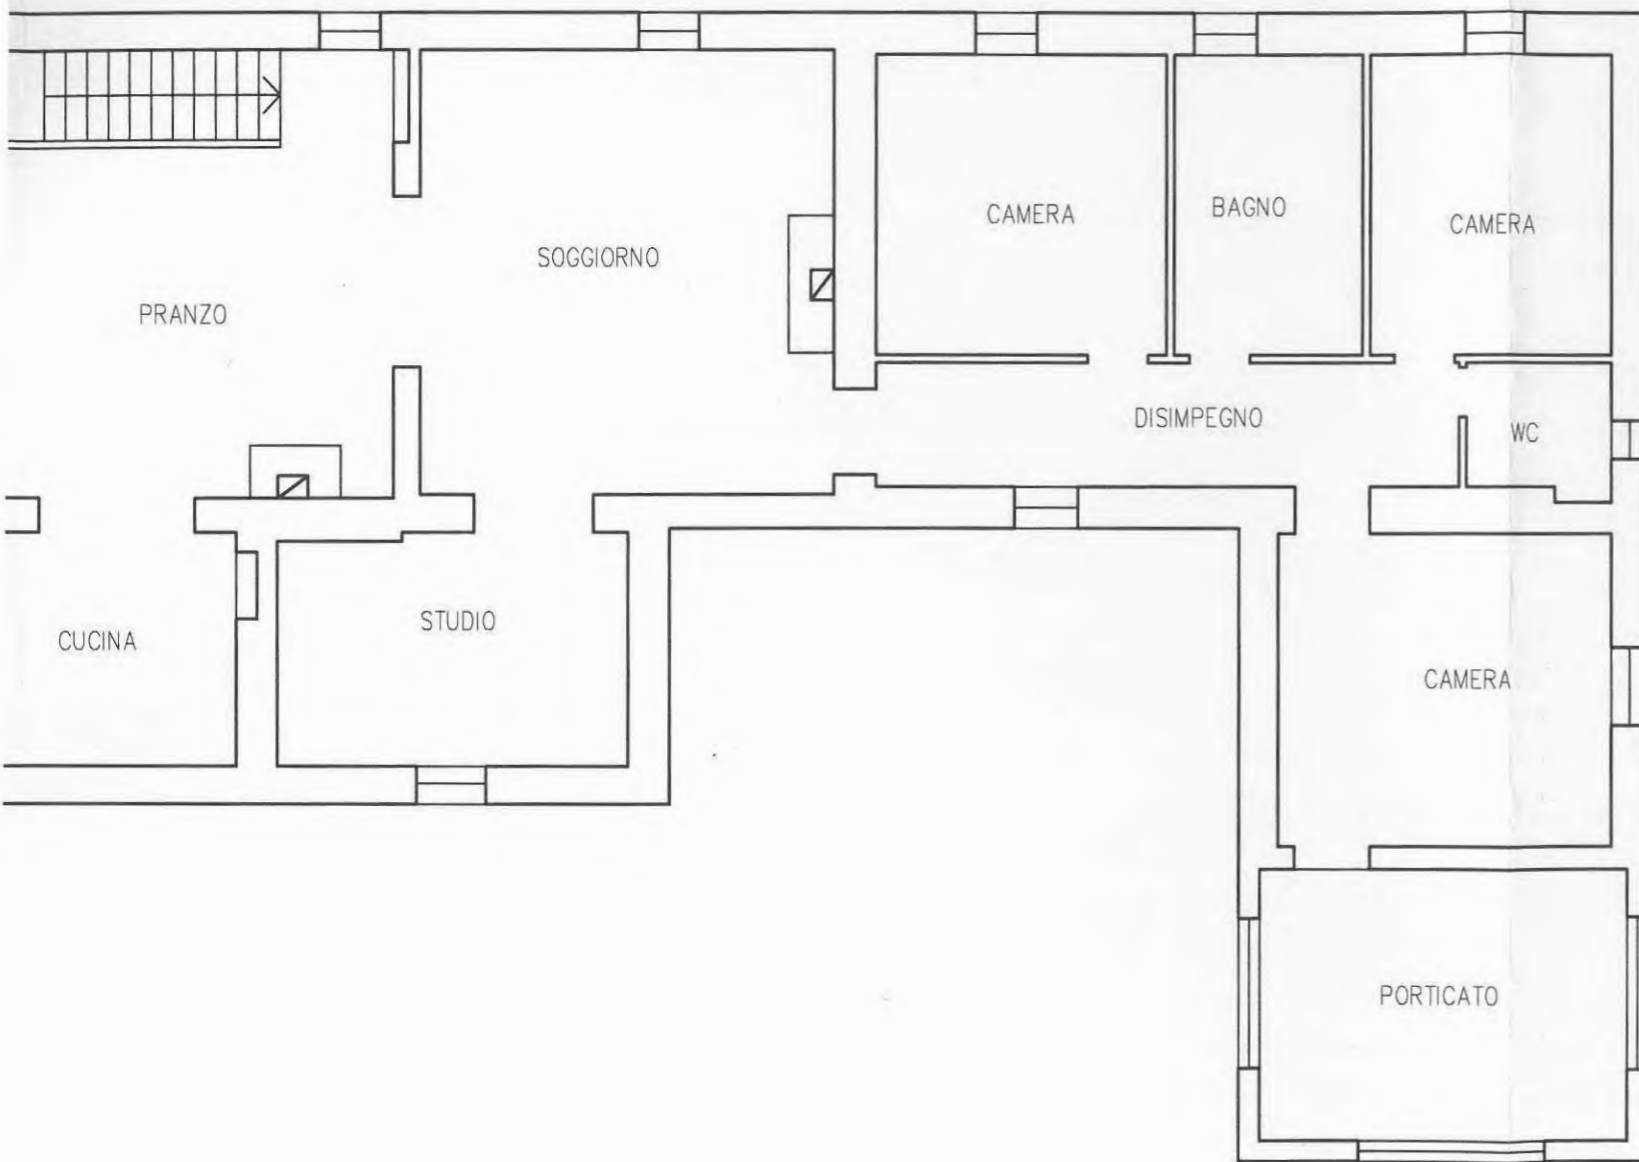 CAMERA
BAGNO
CAMERA
SOGGIORNO
PRANZO
DISIMPEGNO
WC
STUDIO
CUCINA
CAMERA
PORTICATO